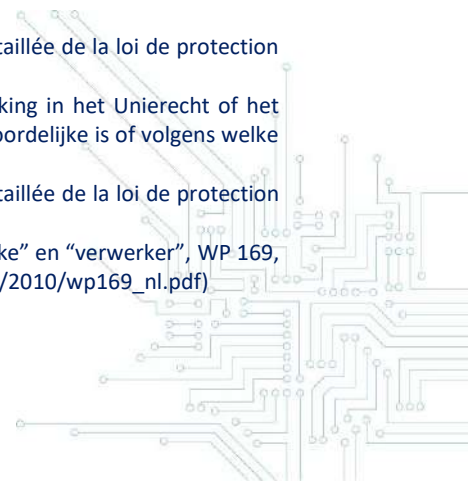 taillée de la loi de protection
king in het Unierecht of het
oordelijke is of volgens welke
taillée de la loi de protection
ke” en “verwerker”, WP 169,
/2010/wp169_nl.pdf)